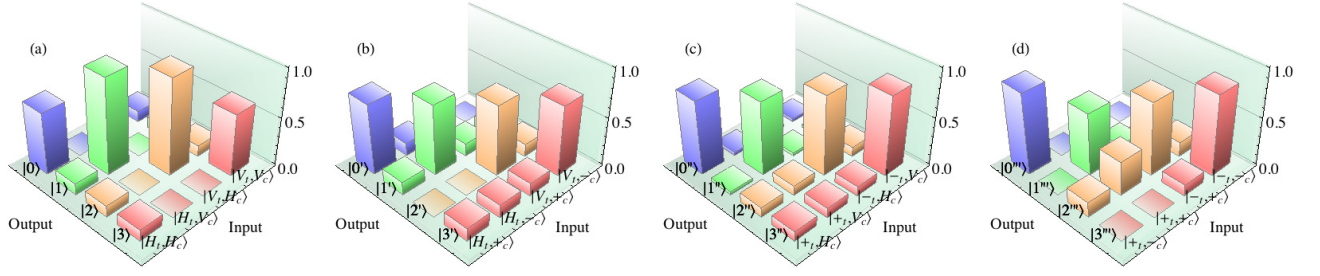 (a)
1.0
0.5
0.0
|0⟩
|1⟩
|2⟩
|3⟩
|V_t,V_c⟩
|V_t,H_c⟩
|H_t,V_c⟩
|H_t,H_c⟩
Output
Input
(b)
1.0
0.5
0.0
|0'⟩
|1'⟩
|2'⟩
|3'⟩
|V_t,-_c⟩
|V_t,+_c⟩
|H_t,-_c⟩
|H_t,+_c⟩
Output
Input
(c)
1.0
0.5
0.0
|0''⟩
|1''⟩
|2''⟩
|3''⟩
|-_t,V_c⟩
|-_t,H_c⟩
|+_t,V_c⟩
|+_t,H_c⟩
Output
Input
(d)
1.0
0.5
0.0
|0'''⟩
|1'''⟩
|2'''⟩
|3'''⟩
|-_t,-_c⟩
|-_t,+_c⟩
|+_t,+_c⟩
|+_t,-_c⟩
Output
Input